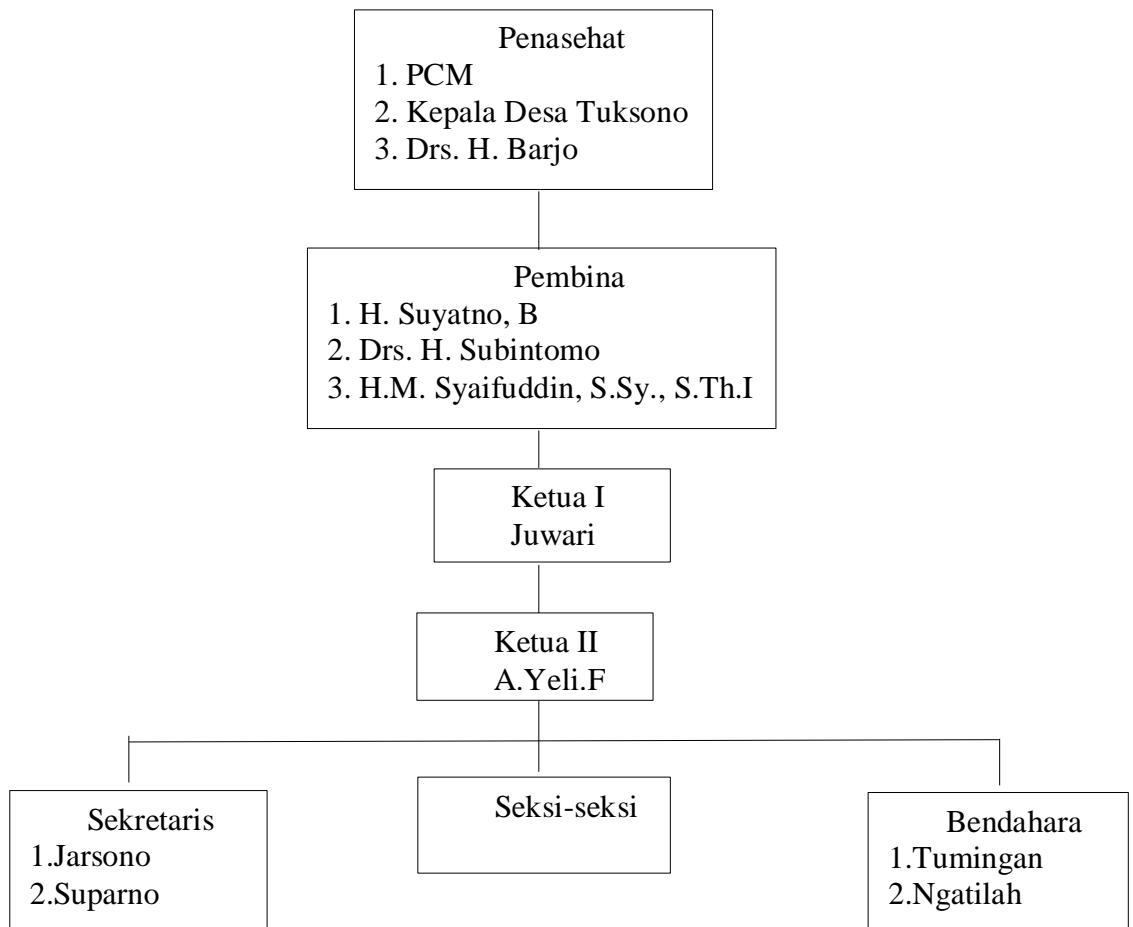 Penasehat
1. PCM
2. Kepala Desa Tuksono
3. Drs. H. Barjo
Pembina
1. H. Suyatno, B
2. Drs. H. Subintomo
3. H.M. Syaifuddin, S.Sy., S.Th.I
Ketua I
Juwari
Ketua II
A.Yeli.F
Sekretaris
1.Jarsono
2.Suparno
Seksi-seksi
Bendahara
1.Tumingan
2.Ngatilah